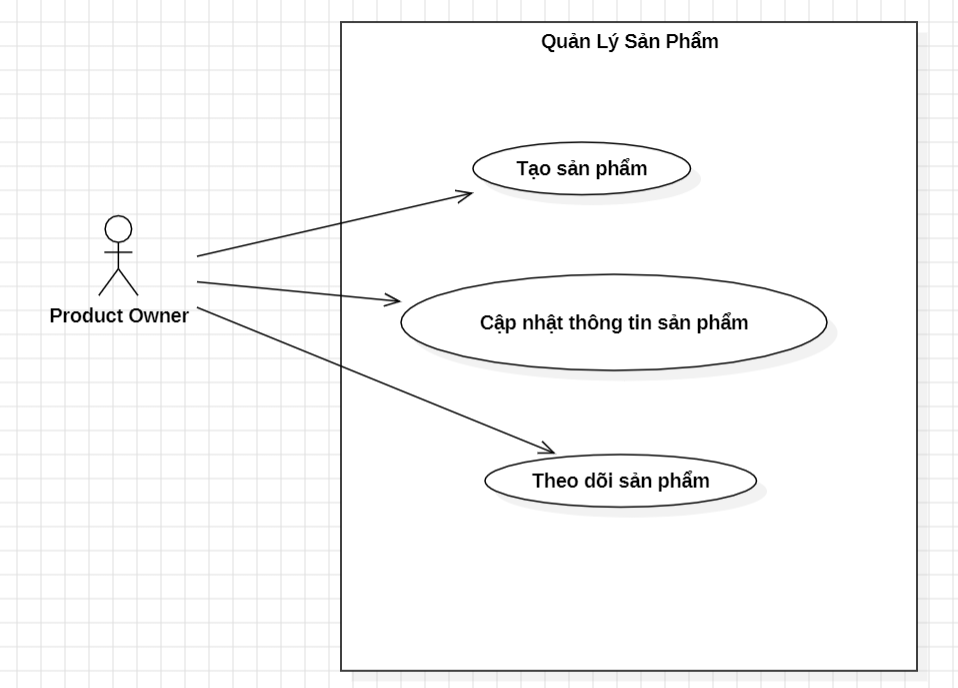 Quản Lý Sản Phẩm
Tạo sản phẩm
Product Owner
Cập nhật thông tin sản phẩm
Theo dõi sản phẩm